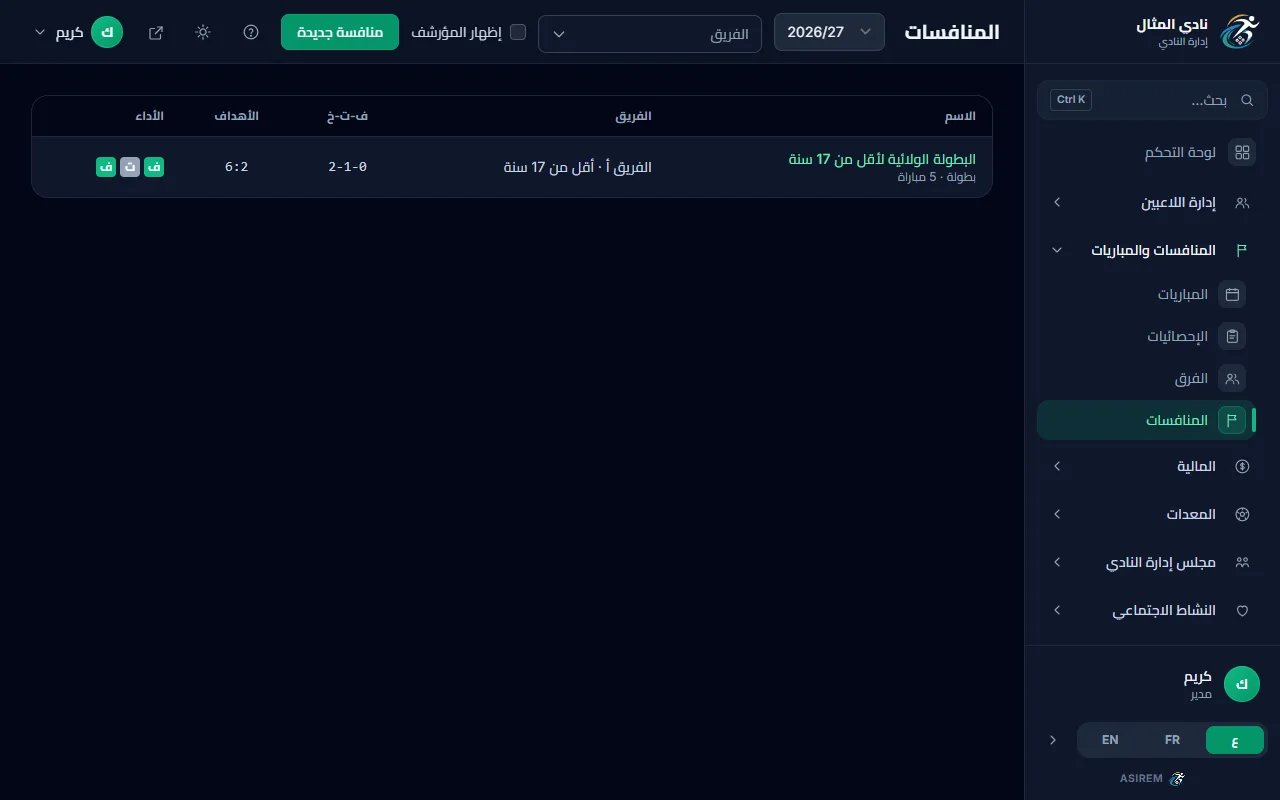 نادي المثال
إدارة النادي
بحث...
Ctrl K
لوحة التحكم
إدارة اللاعبين
المنافسات والمباريات
المباريات
الإحصائيات
الفرق
المنافسات
المالية
المعدات
مجلس إدارة النادي
النشاط الاجتماعي
ك
كريم
مدير
ع
FR
EN
ASIREM
المنافسات
2026/27
الفريق
إظهار المؤرشف
منافسة جديدة
ك
كريم
الاسم الفريق ف-ت-خ الأهداف الأداء
البطولة الولائية لأقل من 17 سنة
بطولة · 5 مباراة
الفريق أ · أقل من 17 سنة
2-1-0
6:2
ف ت ف